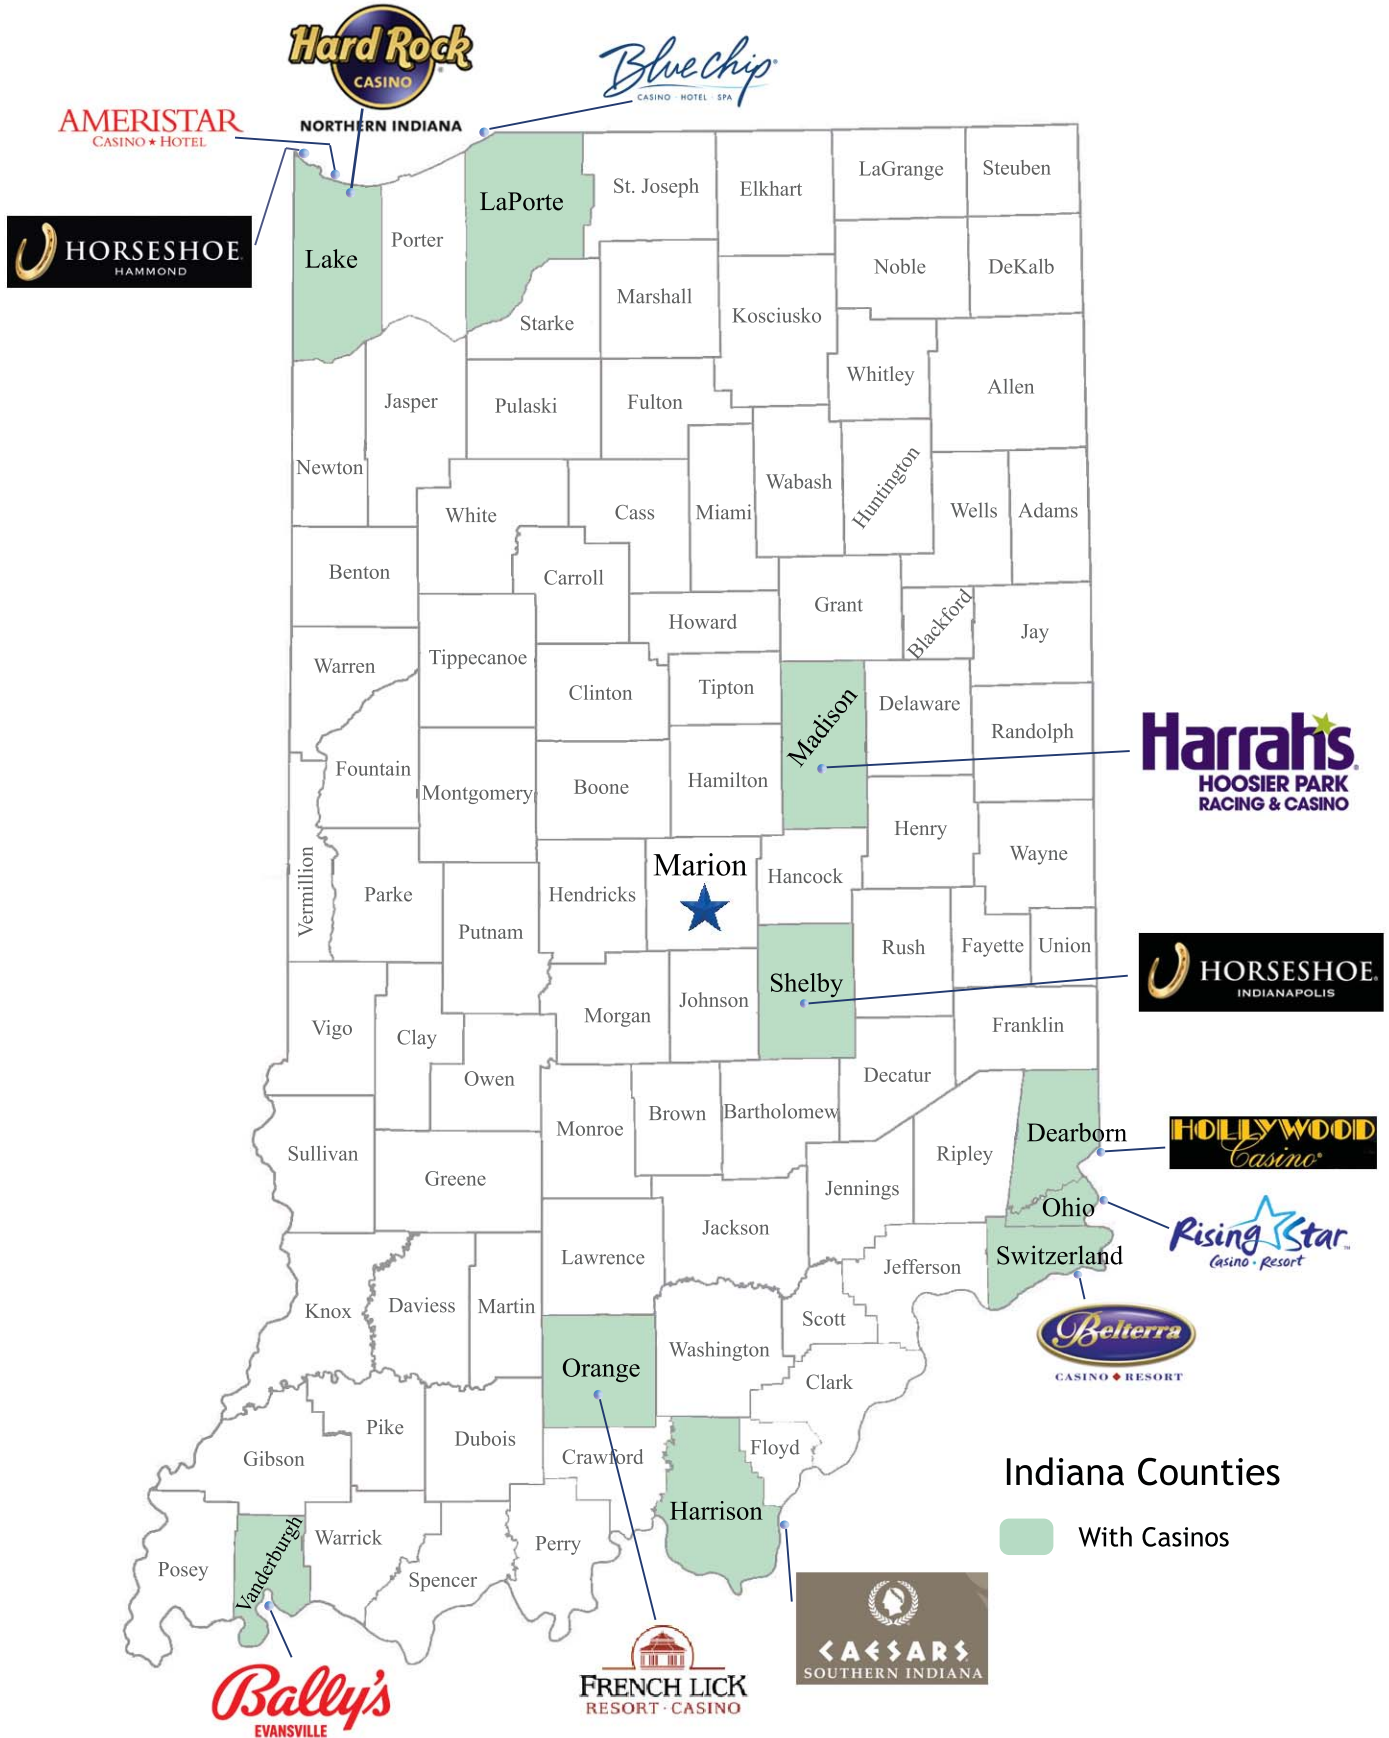 Hard Rock
CASINO
NORTHERN INDIANA
Blue Chip
CASINO · HOTEL · SPA
AMERISTAR
CASINO ★ HOTEL
HORSESHOE
HAMMOND
LaPorte
St. Joseph
Elkhart
LaGrange
Steuben
Lake
Porter
Noble
DeKalb
Marshall
Starke
Kosciusko
Whitley
Allen
Jasper
Pulaski
Fulton
Newton
Wabash
Huntington
White
Cass
Miami
Wells
Adams
Benton
Carroll
Grant
Blackford
Howard
Jay
Warren
Tippecanoe
Clinton
Tipton
Madison
Delaware
Randolph
Harrah's
HOOSIER PARK
RACING & CASINO
Fountain
Montgomery
Boone
Hamilton
Henry
Wayne
Vermillion
Parke
Putnam
Hendricks
Marion
Hancock
Rush
Fayette
Union
HORSESHOE
INDIANAPOLIS
Shelby
Johnson
Morgan
Vigo
Clay
Franklin
Owen
Decatur
Monroe
Brown
Bartholomew
Dearborn
HOLLYWOOD
Casino
Sullivan
Greene
Ripley
Jennings
Ohio
Rising Star
Casino · Resort
Jackson
Lawrence
Jefferson
Switzerland
Belterra
CASINO ◆ RESORT
Knox
Daviess
Martin
Scott
Washington
Orange
Clark
Pike
Dubois
Gibson
Crawford
Floyd
Harrison
Indiana Counties
With Casinos
Posey
Vanderburgh
Warrick
Spencer
Perry
CAESARS
SOUTHERN INDIANA
FRENCH LICK
RESORT · CASINO
Bally's
EVANSVILLE